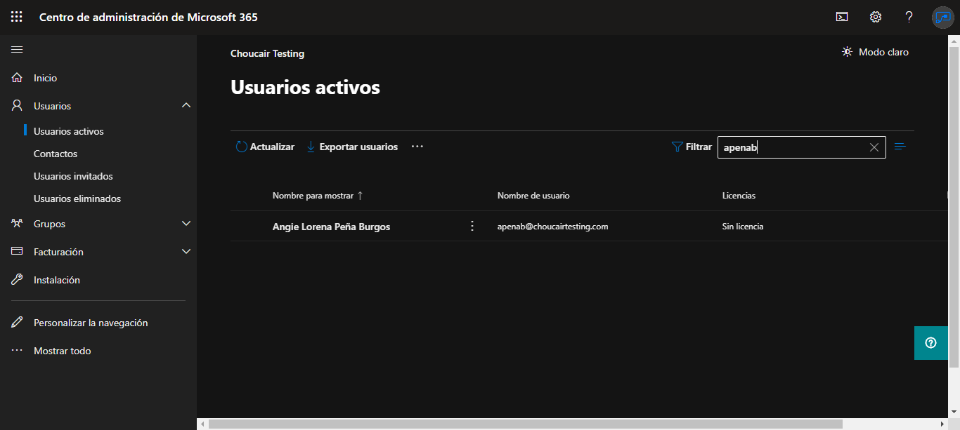 Centro de administración de Microsoft 365
?
Choucair Testing
Modo claro
Inicio
Usuarios activos
Usuarios
Usuarios activos
Contactos
Usuarios invitados
Usuarios eliminados
Grupos
Facturación
Instalación
Personalizar la navegación
Mostrar todo
Actualizar
Exportar usuarios
Filtrar
apenab
Nombre para mostrar ↑
Nombre de usuario
Licencias
Angie Lorena Peña Burgos
apenab@choucairtesting.com
Sin licencia